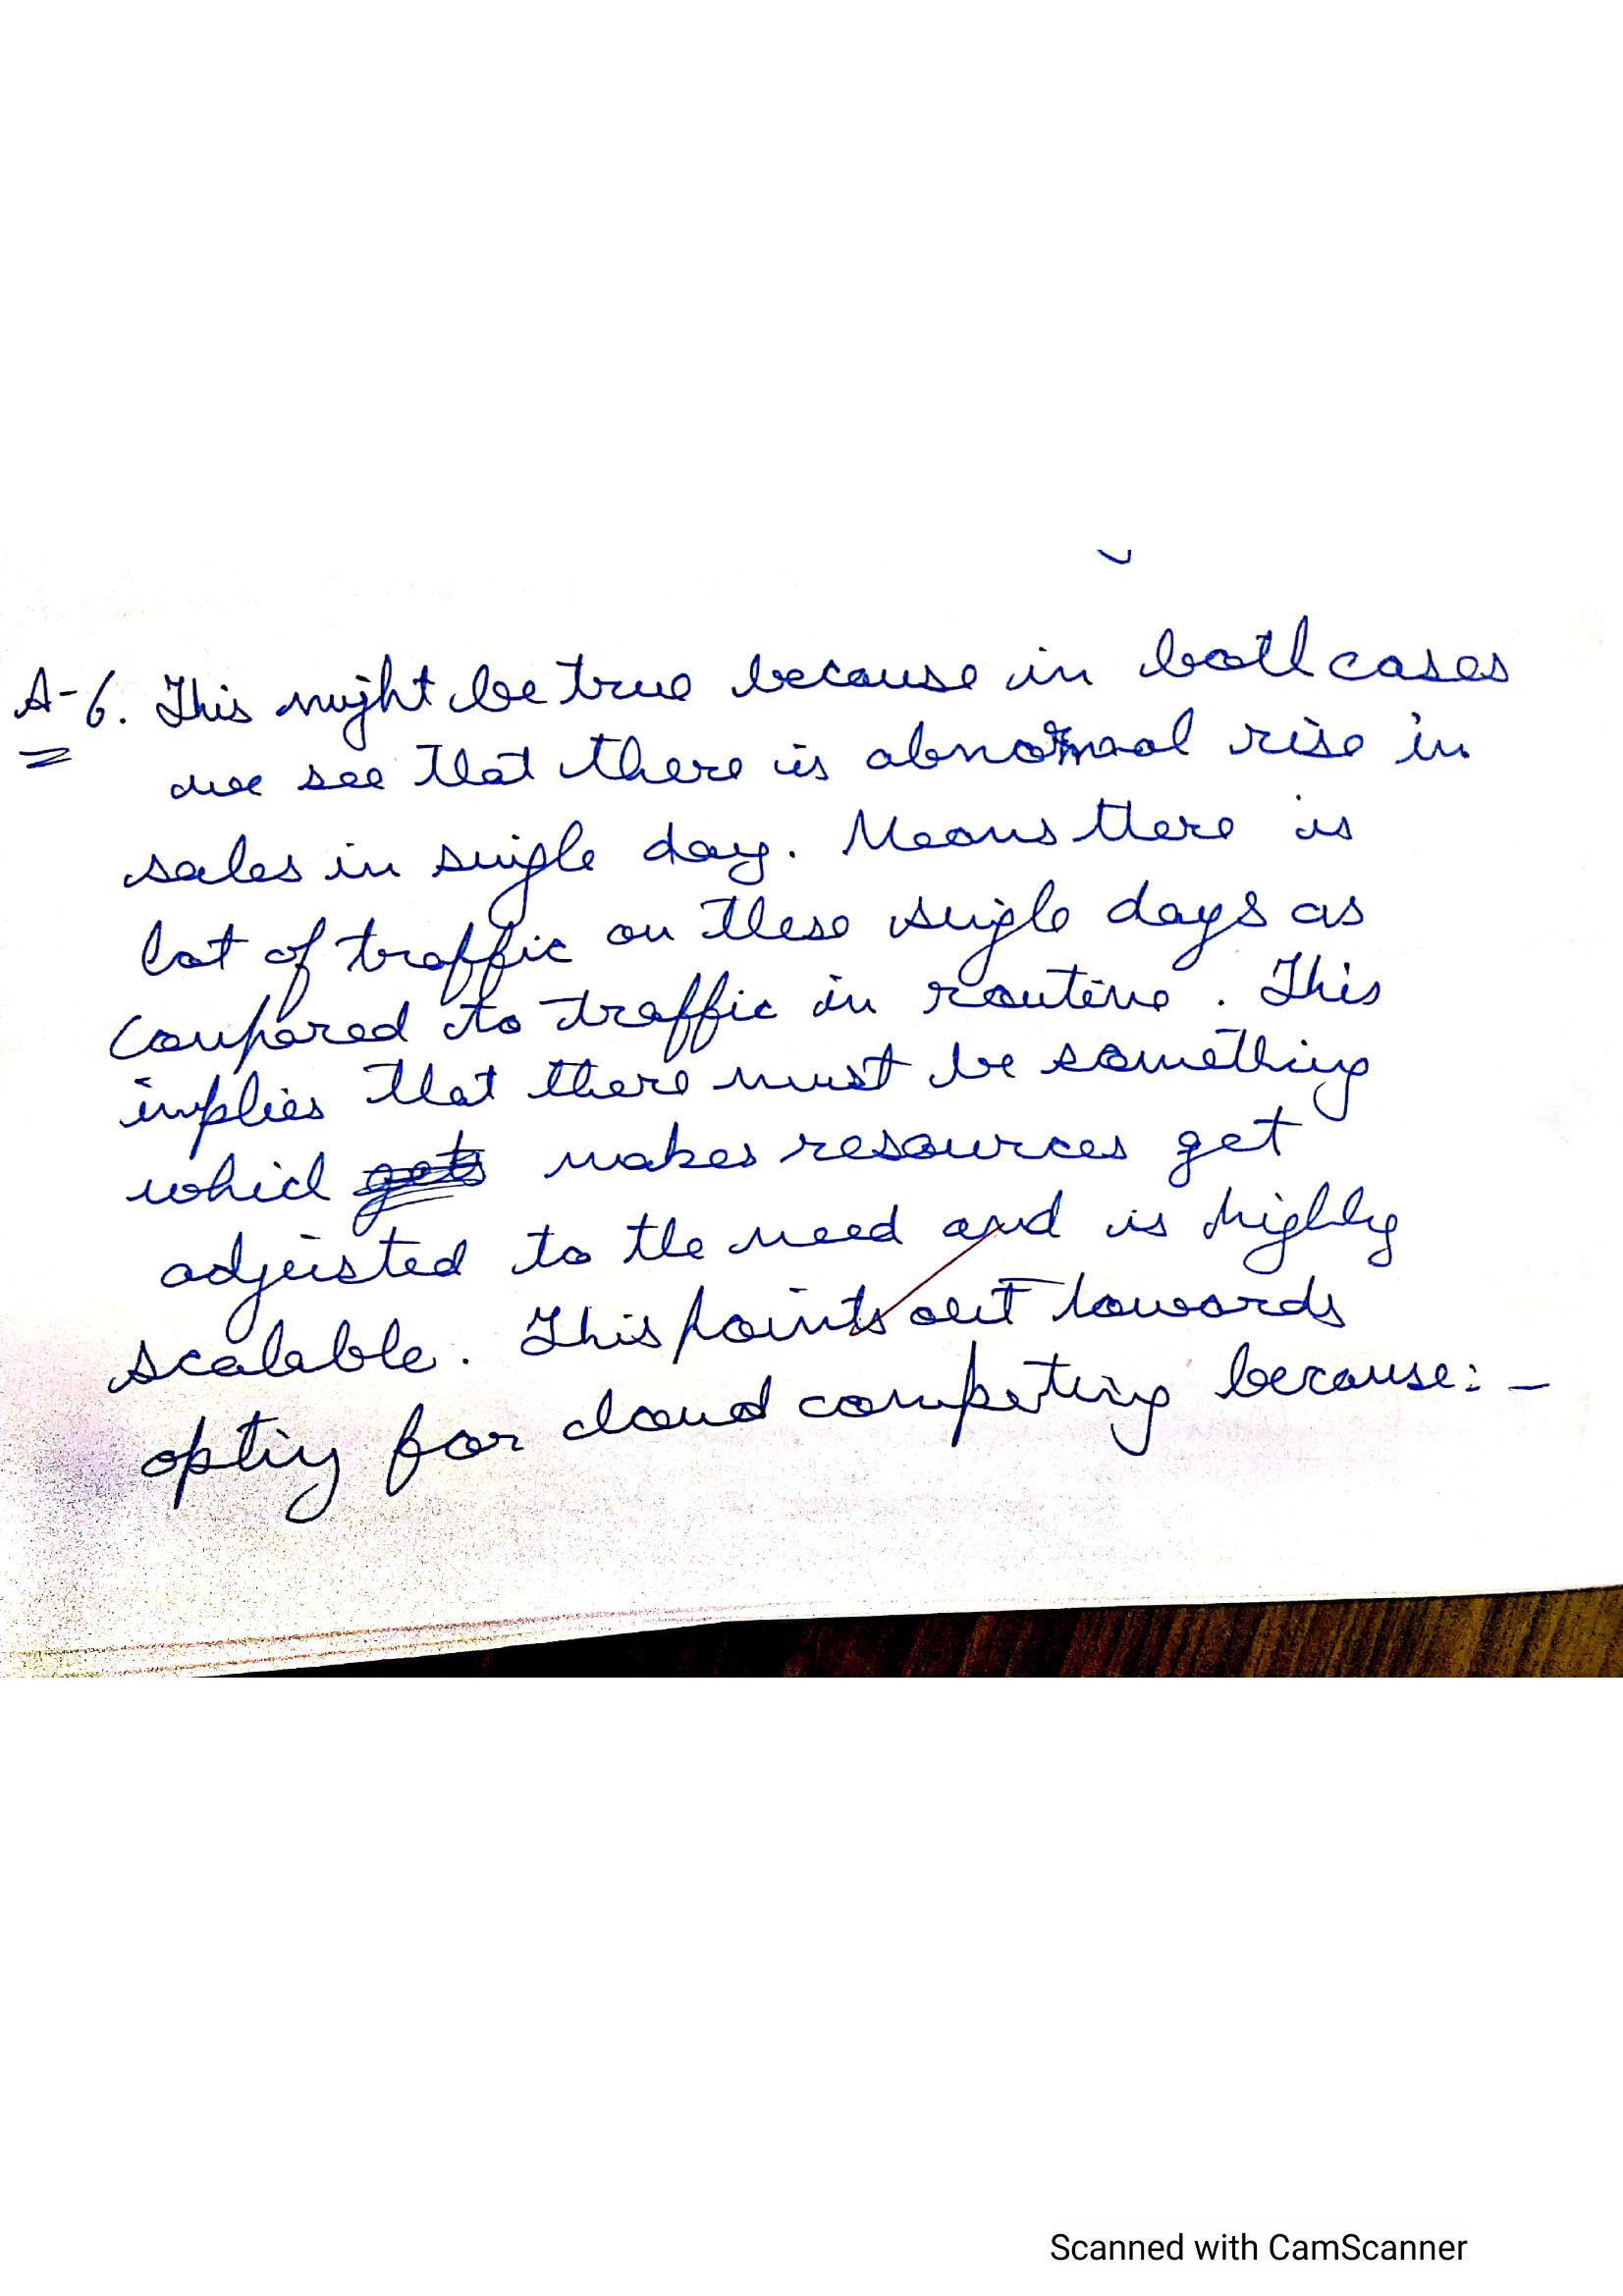 A-6. This might be true because in both cases
we see that there is abnormal rise in
sales in single day. Means there is
lot of traffic on these single days as
compared to traffic in routine. This
implies that there must be something
which gets makes resources get
adjusted to the need and is highly
scalable. This points out towards
opting for cloud computing because:-
Scanned with CamScanner